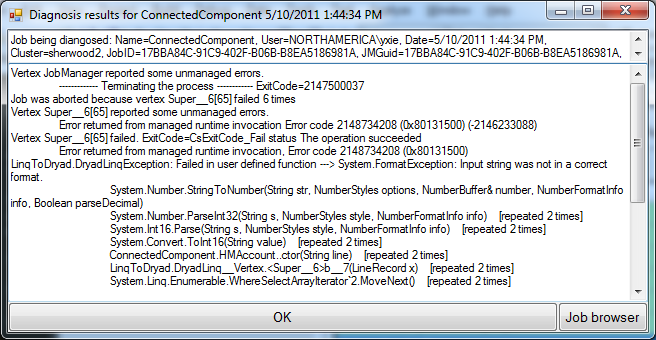 Diagnosis results for ConnectedComponent 5/10/2011 1:44:34 PM
Job being diangosed: Name=ConnectedComponent, User=NORTHAMERICA\yxie, Date=5/10/2011 1:44:34 PM,
Cluster=sherwood2, JobID=17BBA84C-91C9-402F-B06B-B8EA5186981A, JMGuid=17BBA84C-91C9-402F-B06B-B8EA5186981A,
Vertex JobManager reported some unmanaged errors.
------------- Terminating the process ------------ ExitCode=2147500037
Job was aborted because vertex Super__6[65] failed 6 times
Vertex Super__6[65] reported some unmanaged errors.
Error returned from managed runtime invocation Error code 2148734208 (0x80131500) (-2146233088)
Vertex Super__6[65] failed. ExitCode=CsExitCode_Fail status The operation succeeded
Error returned from managed runtime invocation, Error code 2148734208 (0x80131500)
LinqToDryad.DryadLinqException: Failed in user defined function ---> System.FormatException: Input string was not in a correct
format.
System.Number.StringToNumber(String str, NumberStyles options, NumberBuffer& number, NumberFormatInfo
info, Boolean parseDecimal)
System.Number.ParseInt32(String s, NumberStyles style, NumberFormatInfo info) [repeated 2 times]
System.Int16.Parse(String s, NumberStyles style, NumberFormatInfo info) [repeated 2 times]
System.Convert.ToInt16(String value) [repeated 2 times]
ConnectedComponent.HMAccount..ctor(String line) [repeated 2 times]
LinqToDryad.DryadLinq__Vertex.<Super__6>b__7(LineRecord x) [repeated 2 times]
System.Linq.Enumerable.WhereSelectArrayIterator`2.MoveNext() [repeated 2 times]
OK
Job browser